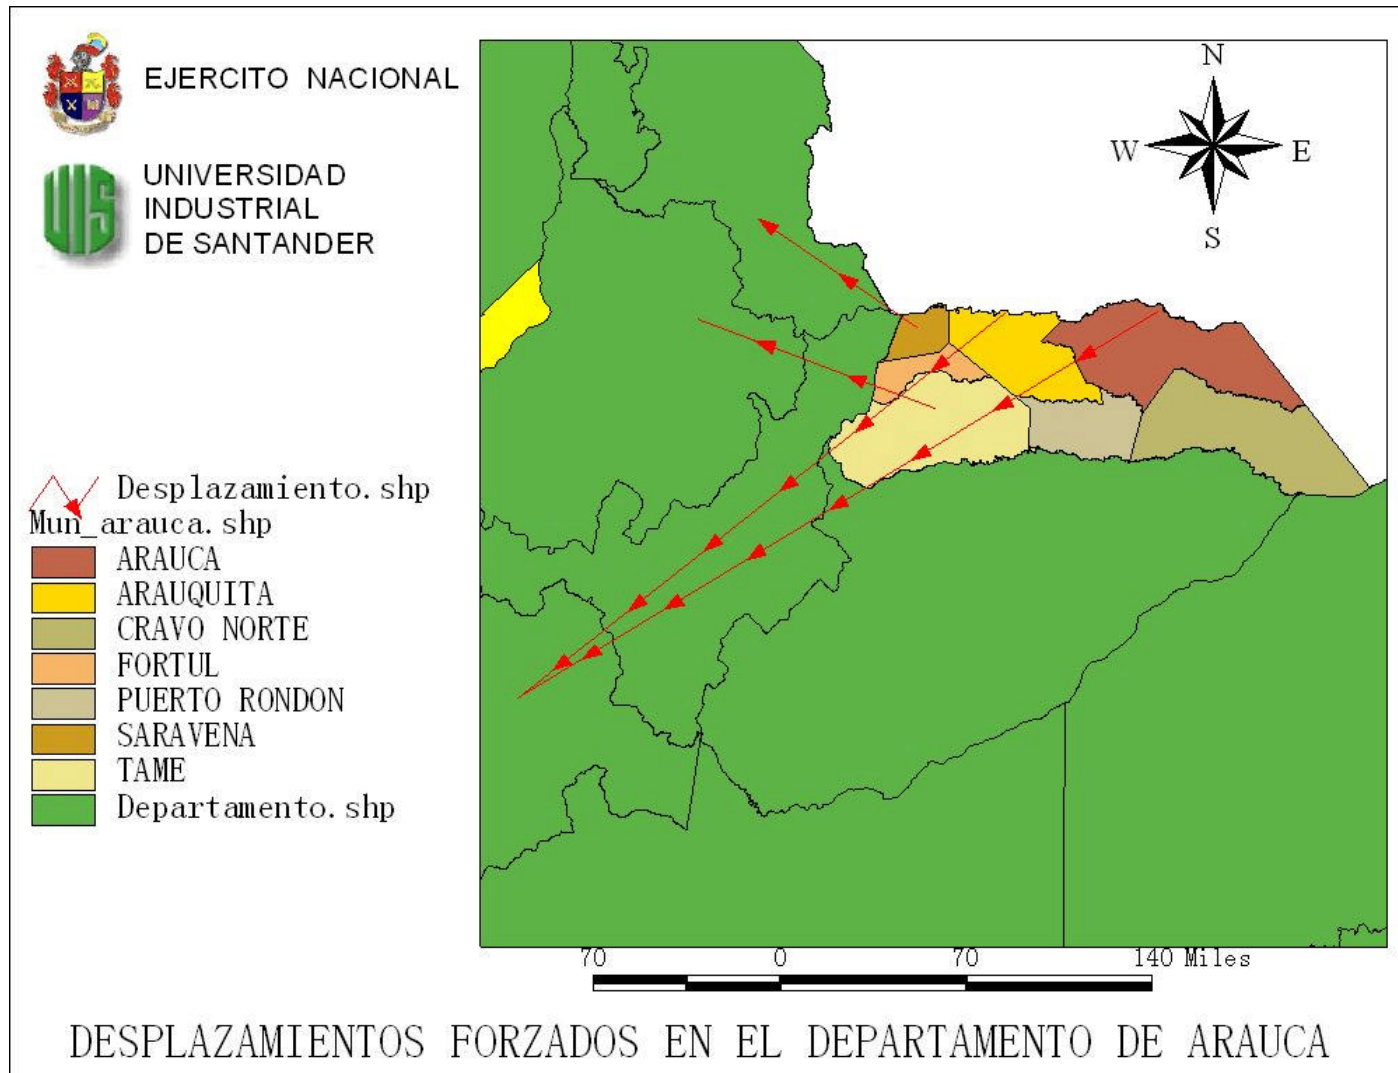 EJERCITO NACIONAL
UIS
UNIVERSIDAD
INDUSTRIAL
DE SANTANDER
N
W
E
S
Desplazamiento.shp
Mun_arauca.shp
ARAUCA
ARAUQUITA
CRAVO NORTE
FORTUL
PUERTO RONDON
SARAVENA
TAME
Departamento.shp
70 0 70 140 Miles
DESPLAZAMIENTOS FORZADOS EN EL DEPARTAMENTO DE ARAUCA